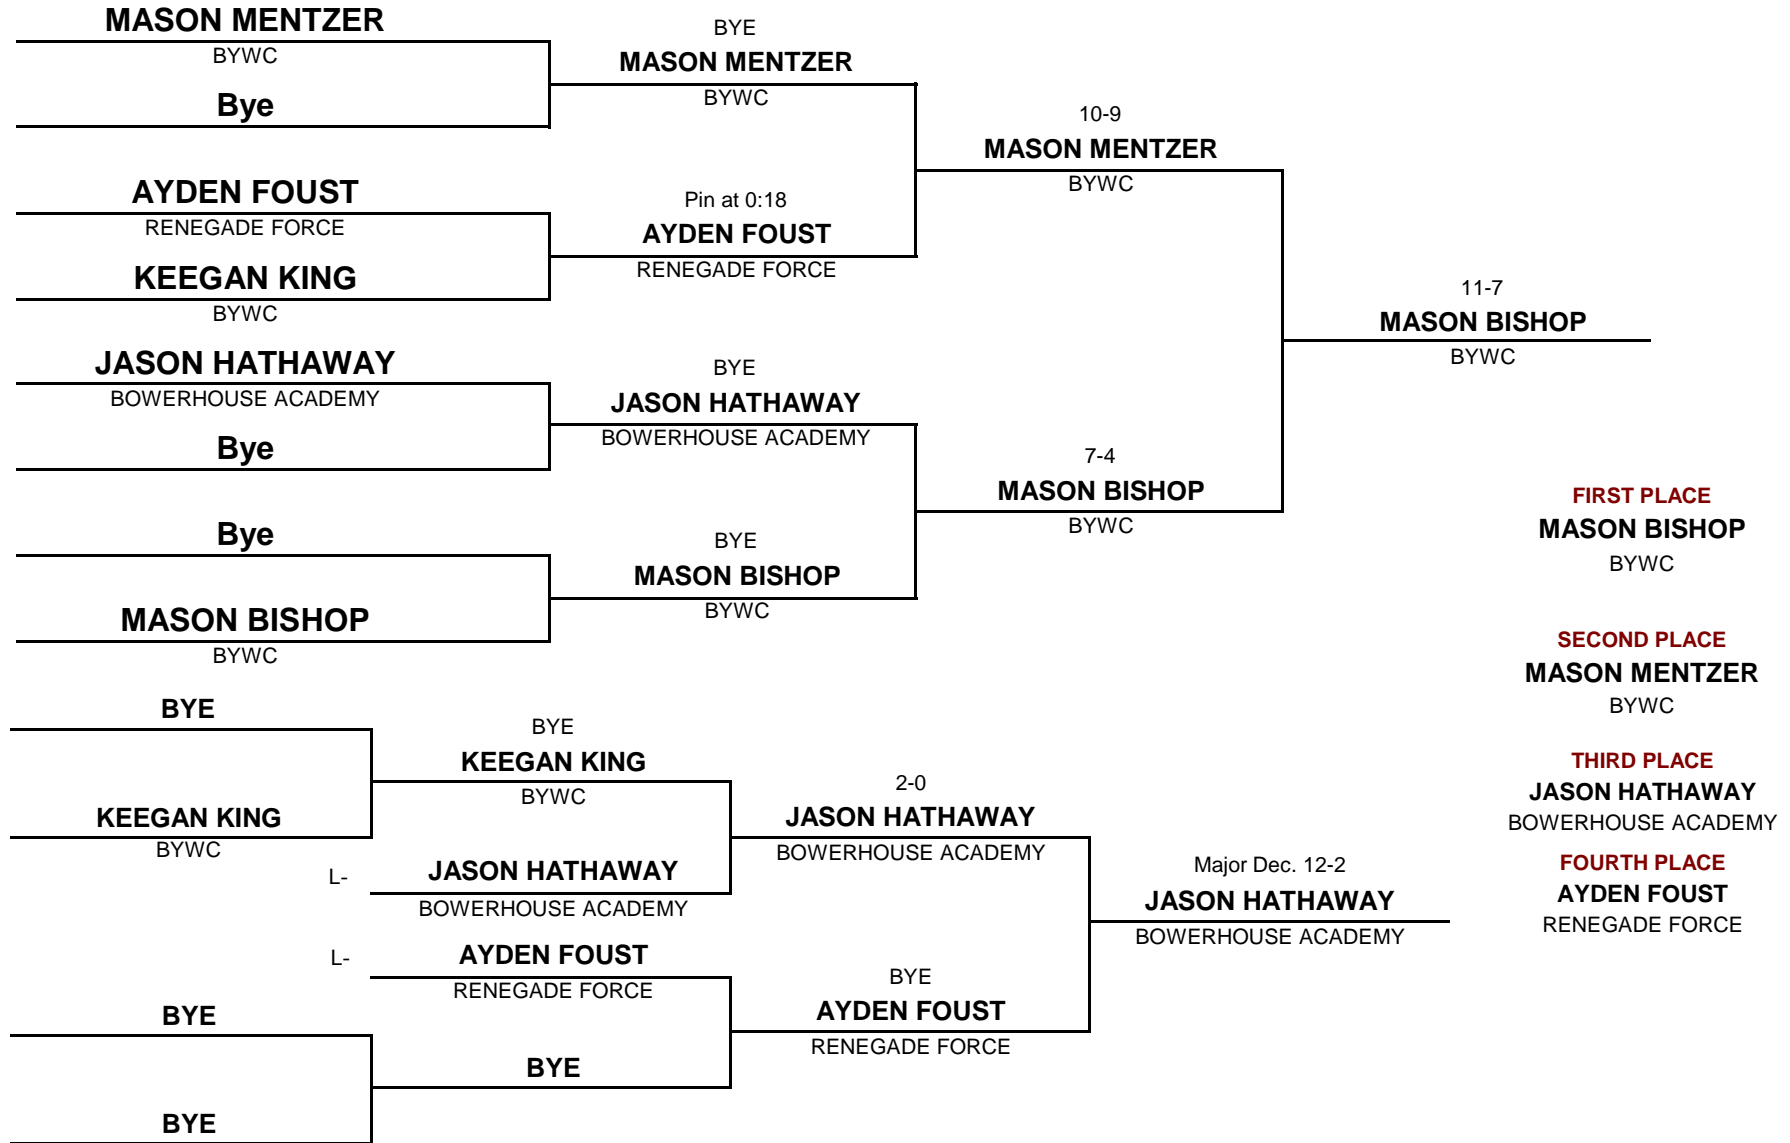 MASON MENTZER
BYWC
Bye
AYDEN FOUST
RENEGADE FORCE
KEEGAN KING
BYWC
JASON HATHAWAY
BOWERHOUSE ACADEMY
Bye
Bye
MASON BISHOP
BYWC
BYE
MASON MENTZER
BYWC
Pin at 0:18
AYDEN FOUST
RENEGADE FORCE
BYE
JASON HATHAWAY
BOWERHOUSE ACADEMY
BYE
MASON BISHOP
BYWC
10-9
MASON MENTZER
BYWC
7-4
MASON BISHOP
BYWC
11-7
MASON BISHOP
BYWC
FIRST PLACE
MASON BISHOP
BYWC
SECOND PLACE
MASON MENTZER
BYWC
THIRD PLACE
JASON HATHAWAY
BOWERHOUSE ACADEMY
FOURTH PLACE
AYDEN FOUST
RENEGADE FORCE
BYE
KEEGAN KING
BYWC
BYE
BYE
BYE
KEEGAN KING
BYWC
L-
JASON HATHAWAY
BOWERHOUSE ACADEMY
L-
AYDEN FOUST
RENEGADE FORCE
BYE
2-0
JASON HATHAWAY
BOWERHOUSE ACADEMY
BYE
AYDEN FOUST
RENEGADE FORCE
Major Dec. 12-2
JASON HATHAWAY
BOWERHOUSE ACADEMY